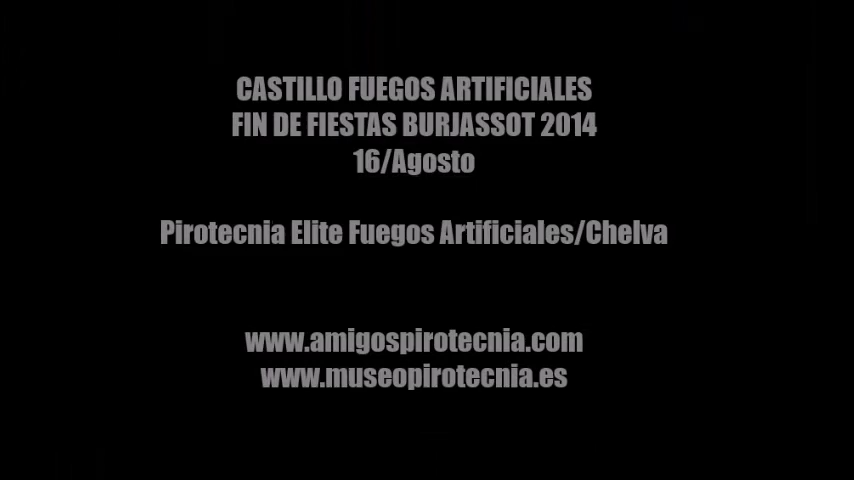 CASTILLO FUEGOS ARTIFICIALES
FIN DE FIESTAS BURJASSOT 2014
16/Agosto
Pirotecnia Elite Fuegos Artificiales/Chelva
www.amigospirotecnia.com
www.museopirotecnia.es